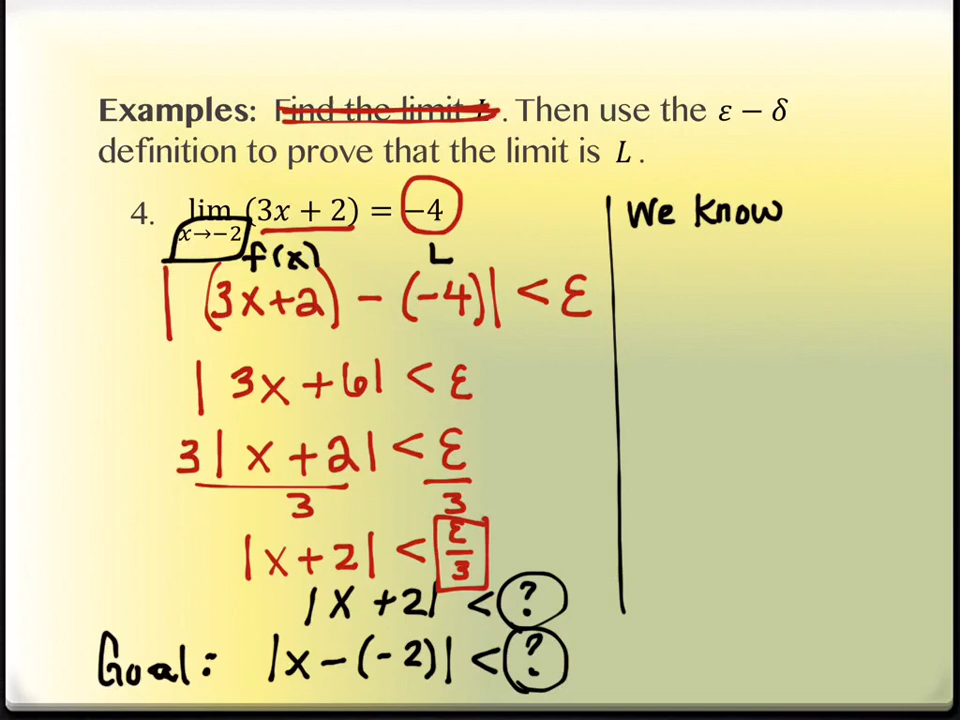 Examples: Find the limit L. Then use the ε − δ
definition to prove that the limit is L.
4. lim (3x + 2) = −4
x→−2
f(x) L
| (3x+2) − (−4)| < ε
| 3x + 6| < ε
3| x + 2| < ε
3 3
|x + 2| < ε/3
|x + 2| < ?
Goal: |x − (−2)| < ?
We know